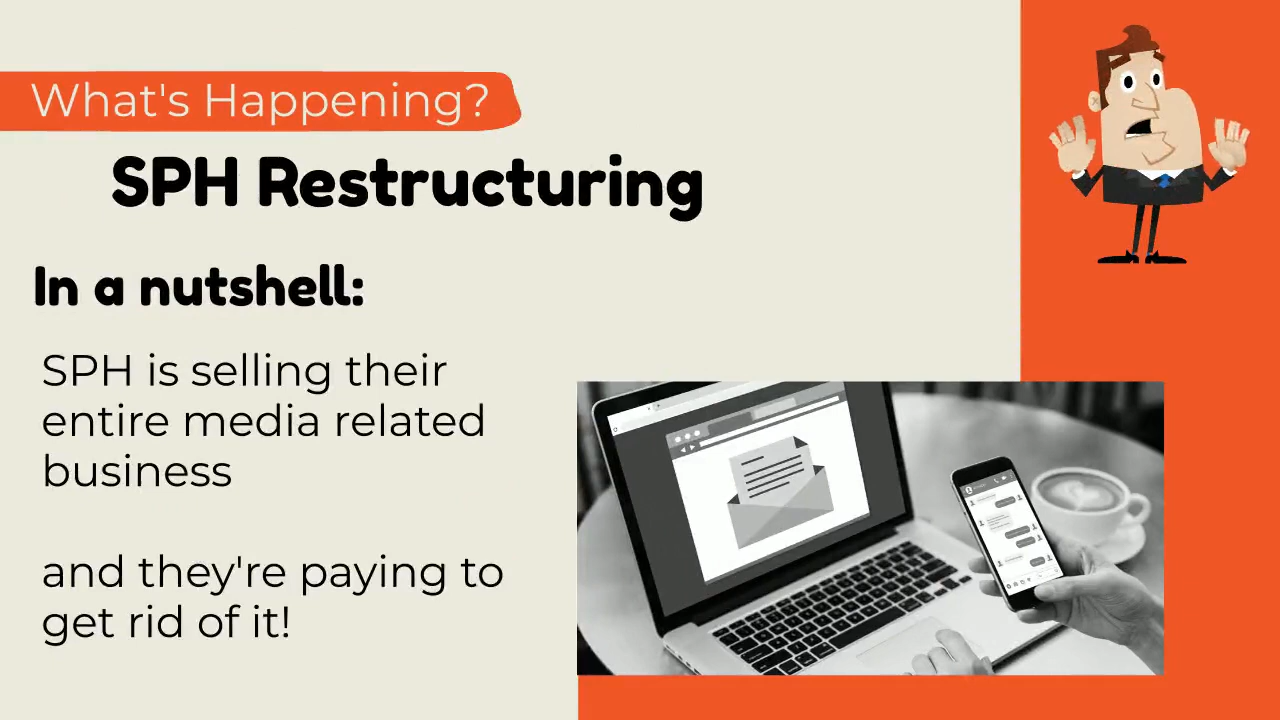 What's Happening?
SPH Restructuring
In a nutshell:
SPH is selling their
entire media related
business
and they're paying to
get rid of it!